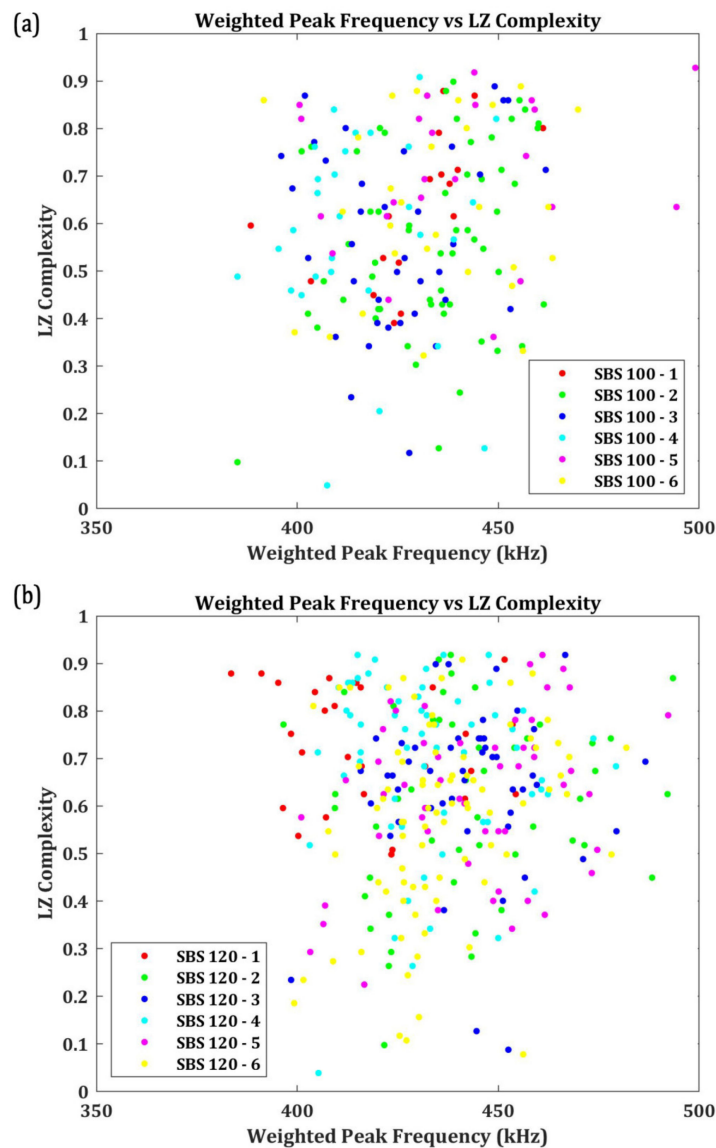 (a)
Weighted Peak Frequency vs LZ Complexity
1
0.9
0.8
0.7
0.6
0.5
0.4
0.3
0.2
0.1
0
LZ Complexity
SBS 100 - 1
SBS 100 - 2
SBS 100 - 3
SBS 100 - 4
SBS 100 - 5
SBS 100 - 6
350 400 450 500
Weighted Peak Frequency (kHz)
(b)
Weighted Peak Frequency vs LZ Complexity
1
0.9
0.8
0.7
0.6
0.5
0.4
0.3
0.2
0.1
0
LZ Complexity
SBS 120 - 1
SBS 120 - 2
SBS 120 - 3
SBS 120 - 4
SBS 120 - 5
SBS 120 - 6
350 400 450 500
Weighted Peak Frequency (kHz)